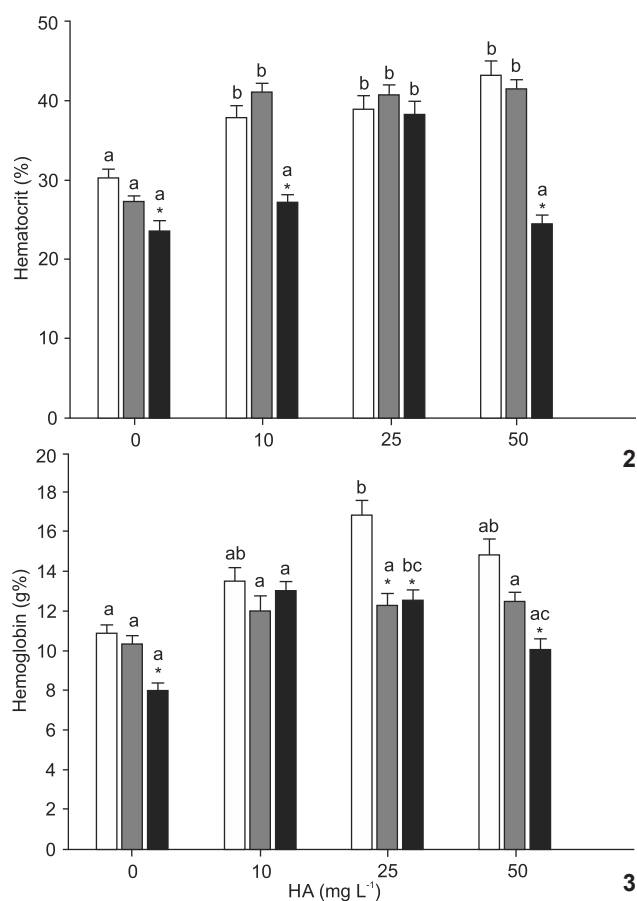 50
40
30
20
10
0
Hematocrit (%)
a a a
*
b b a
*
b b b
b b a
*
0 10 25 50
2
20
18
16
14
12
10
8
6
4
2
0
Hemoglobin (g%)
a a a
*
ab a a
b a bc
* *
ab a ac
*
0 10 25 50
HA (mg L⁻¹)
3